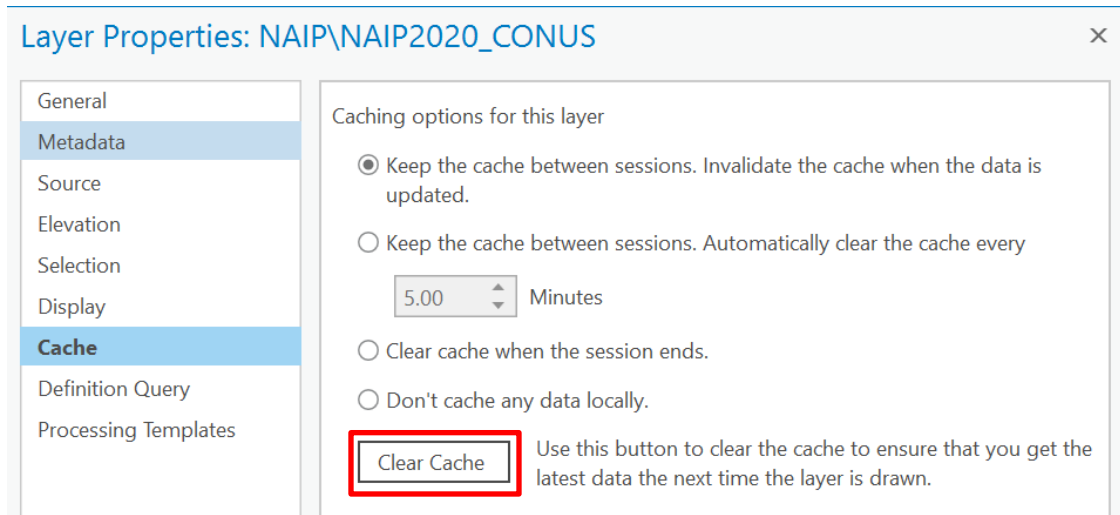 Layer Properties: NAIP\NAIP2020_CONUS
General
Metadata
Source
Elevation
Selection
Display
Cache
Definition Query
Processing Templates
Caching options for this layer
Keep the cache between sessions. Invalidate the cache when the data is
updated.
Keep the cache between sessions. Automatically clear the cache every
5.00 Minutes
Clear cache when the session ends.
Don't cache any data locally.
Clear Cache
Use this button to clear the cache to ensure that you get the
latest data the next time the layer is drawn.